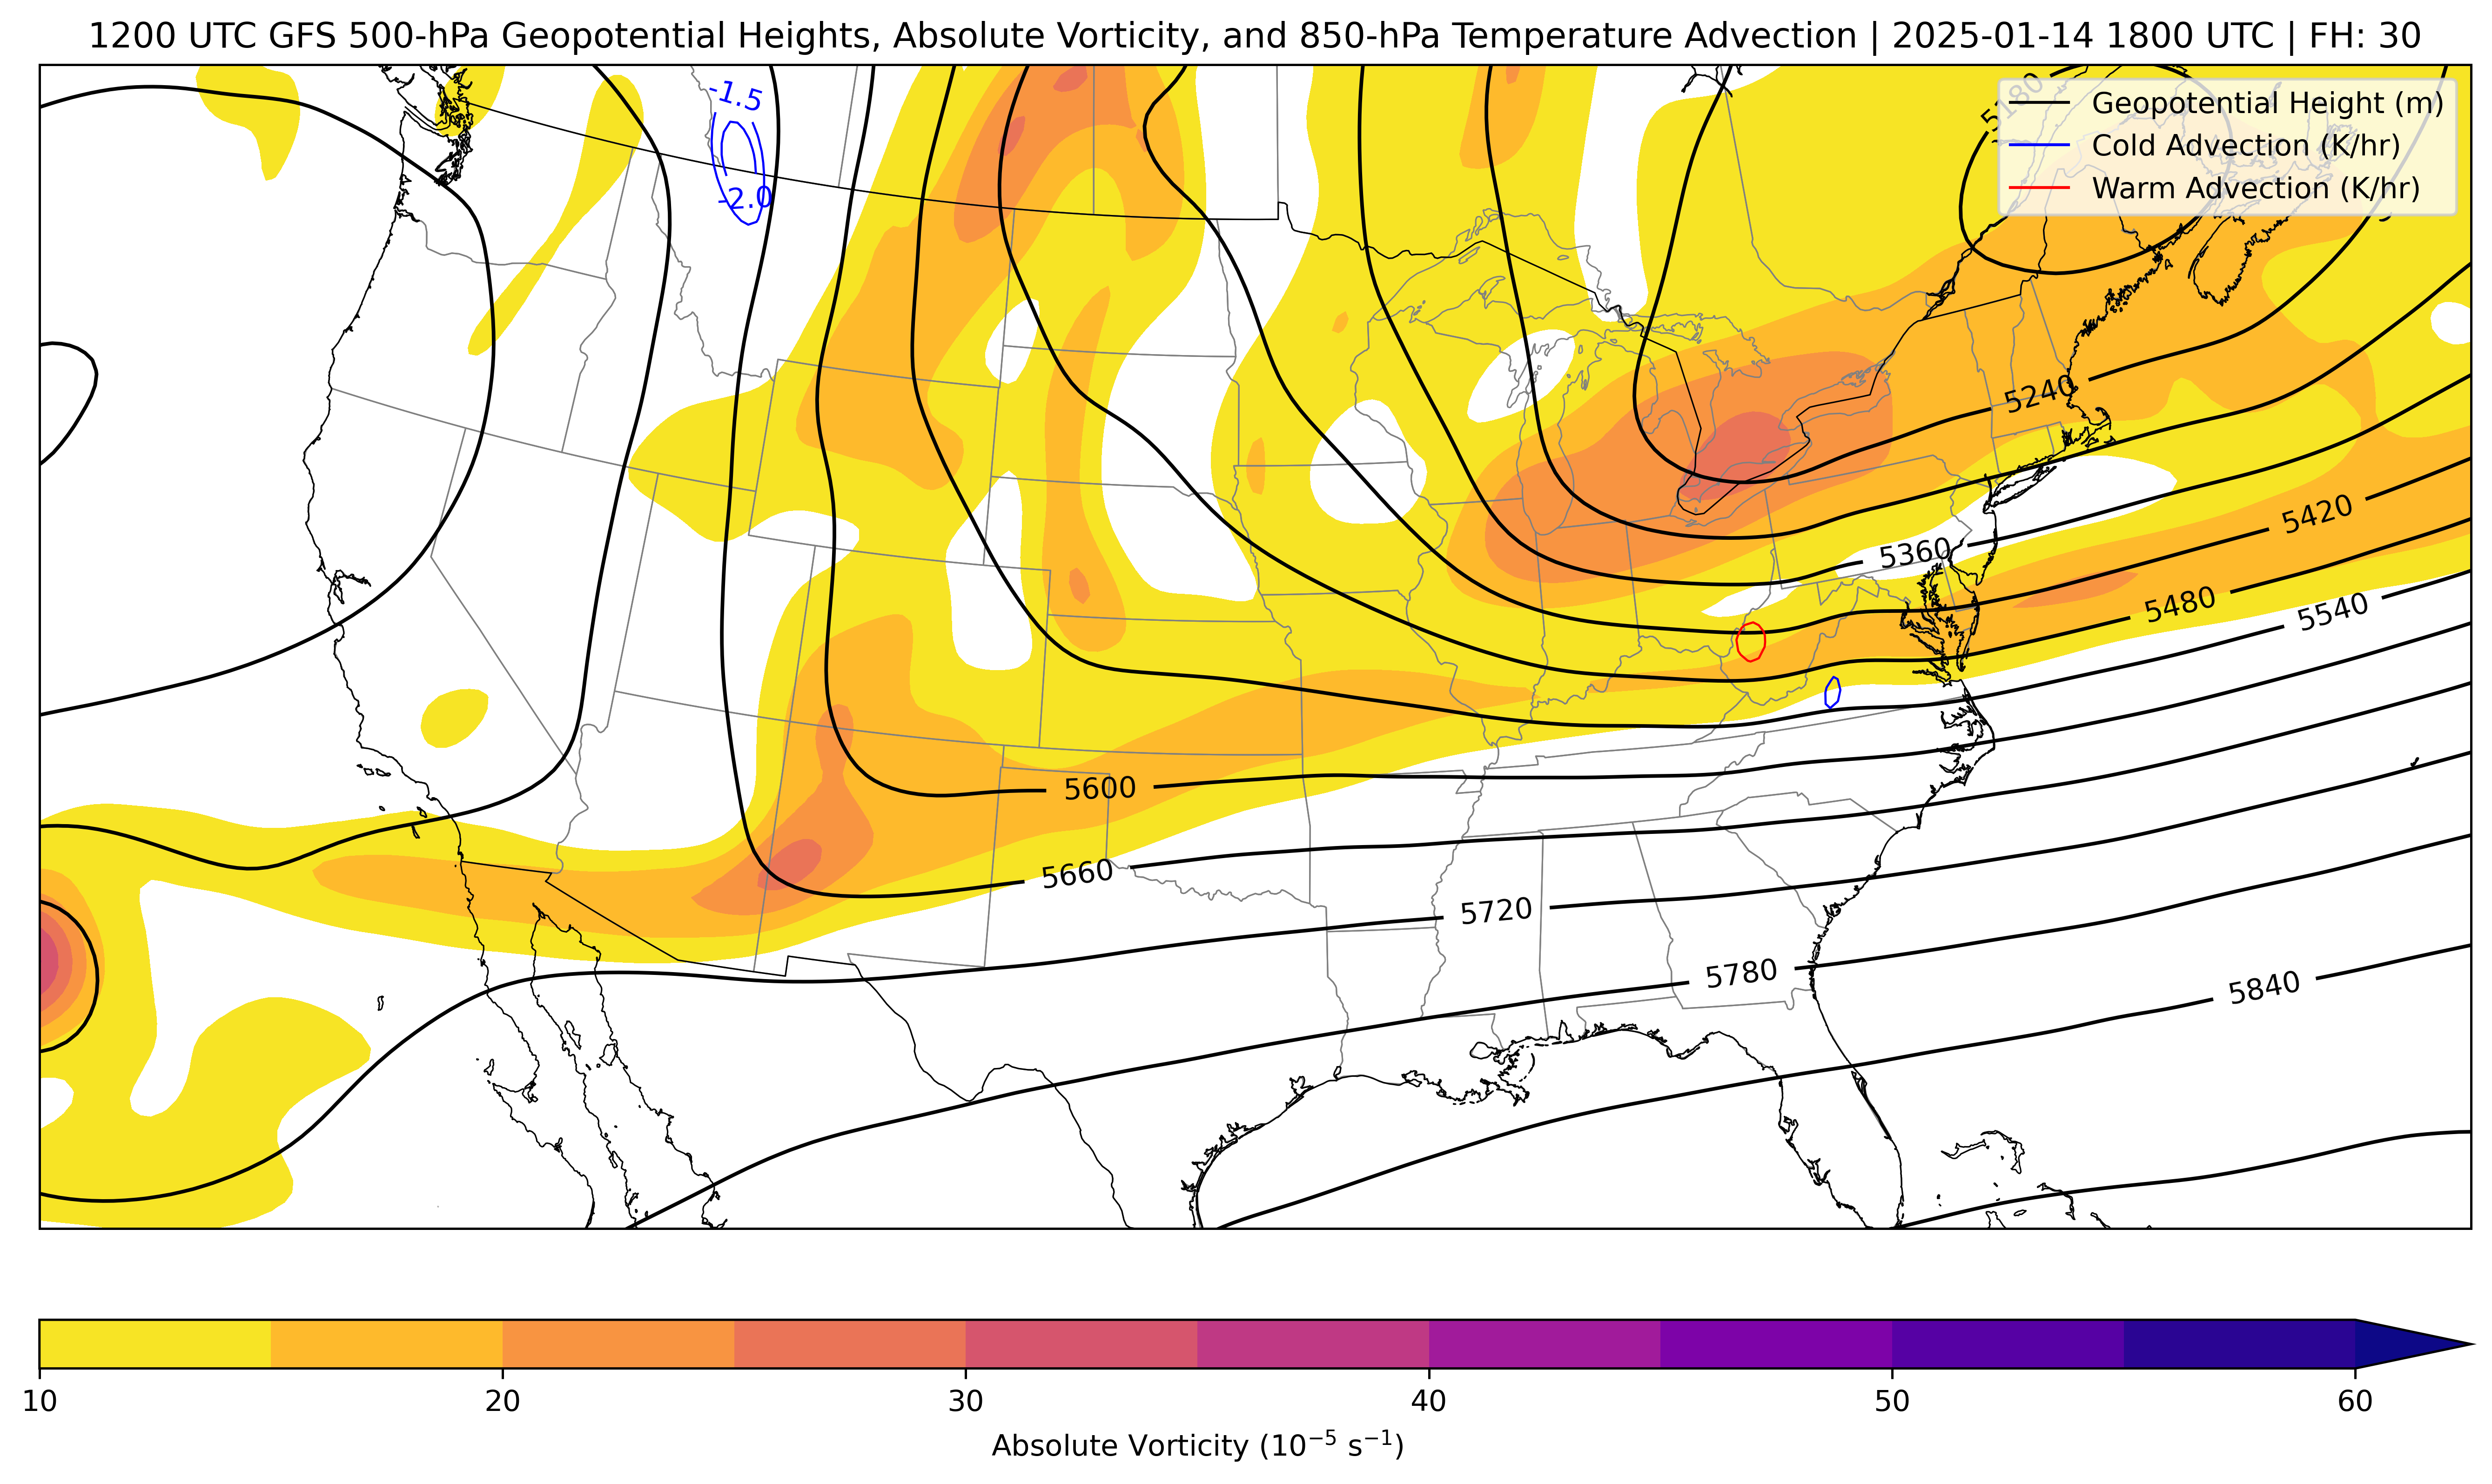 1200 UTC GFS 500-hPa Geopotential Heights, Absolute Vorticity, and 850-hPa Temperature Advection | 2025-01-14 1800 UTC | FH: 30
-1.5
-2.0
Geopotential Height (m)
Cold Advection (K/hr)
Warm Advection (K/hr)
5180
5240
5420
5360
5480
5540
5600
5660
5720
5780
5840
10 20 30 40 50 60
Absolute Vorticity (10⁻⁵ s⁻¹)